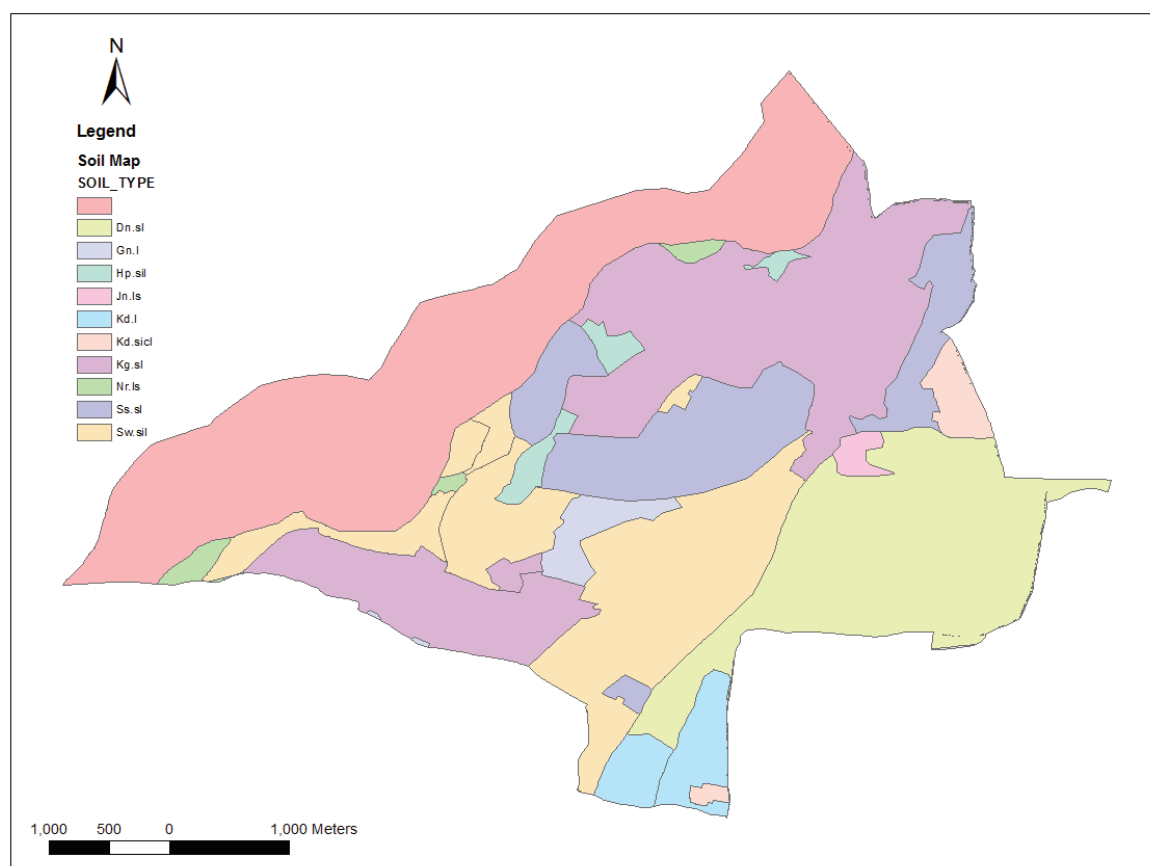 N
Legend
Soil Map
SOIL_TYPE
Dn.sl
Gn.l
Hp.sil
Jn.ls
Kd.l
Kd.sicl
Kg.sl
Nr.ls
Ss.sl
Sw.sil
1,000 500 0 1,000 Meters